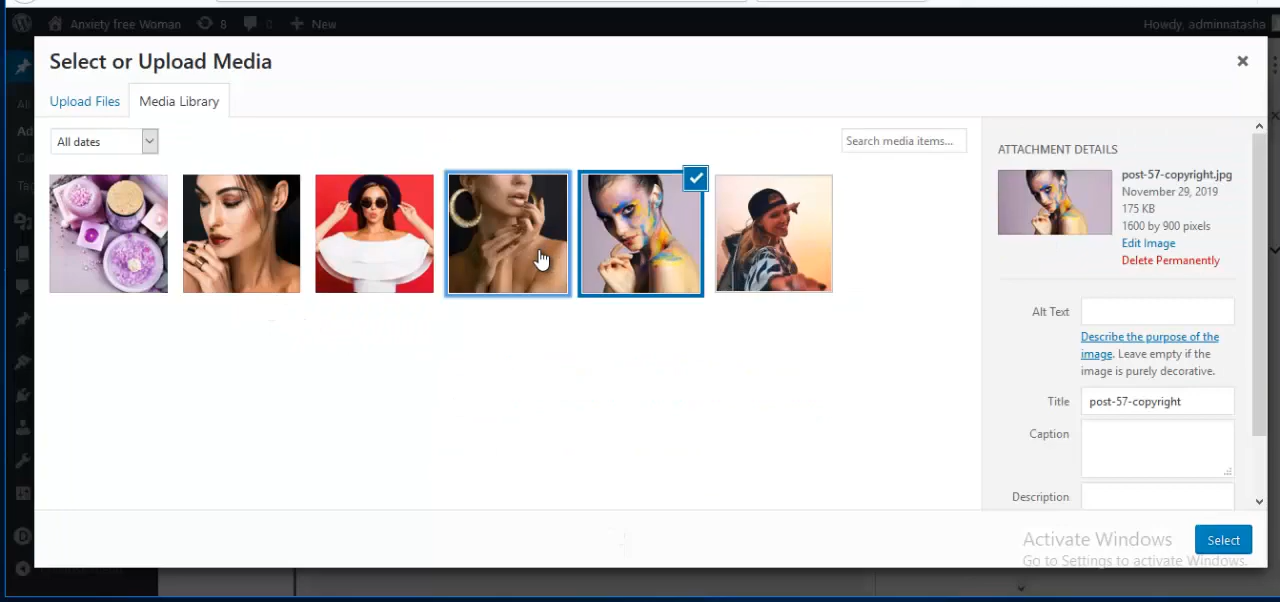 Anxiety free Woman 8 0 New Howdy, adminnatasha
Select or Upload Media
Upload Files Media Library
All dates
Search media items...
ATTACHMENT DETAILS
post-57-copyright.jpg
November 29, 2019
175 KB
1600 by 900 pixels
Edit Image
Delete Permanently
Alt Text
Describe the purpose of the
image. Leave empty if the
image is purely decorative.
Title post-57-copyright
Caption
Description
Activate Windows
Go to Settings to activate Windows.
Select